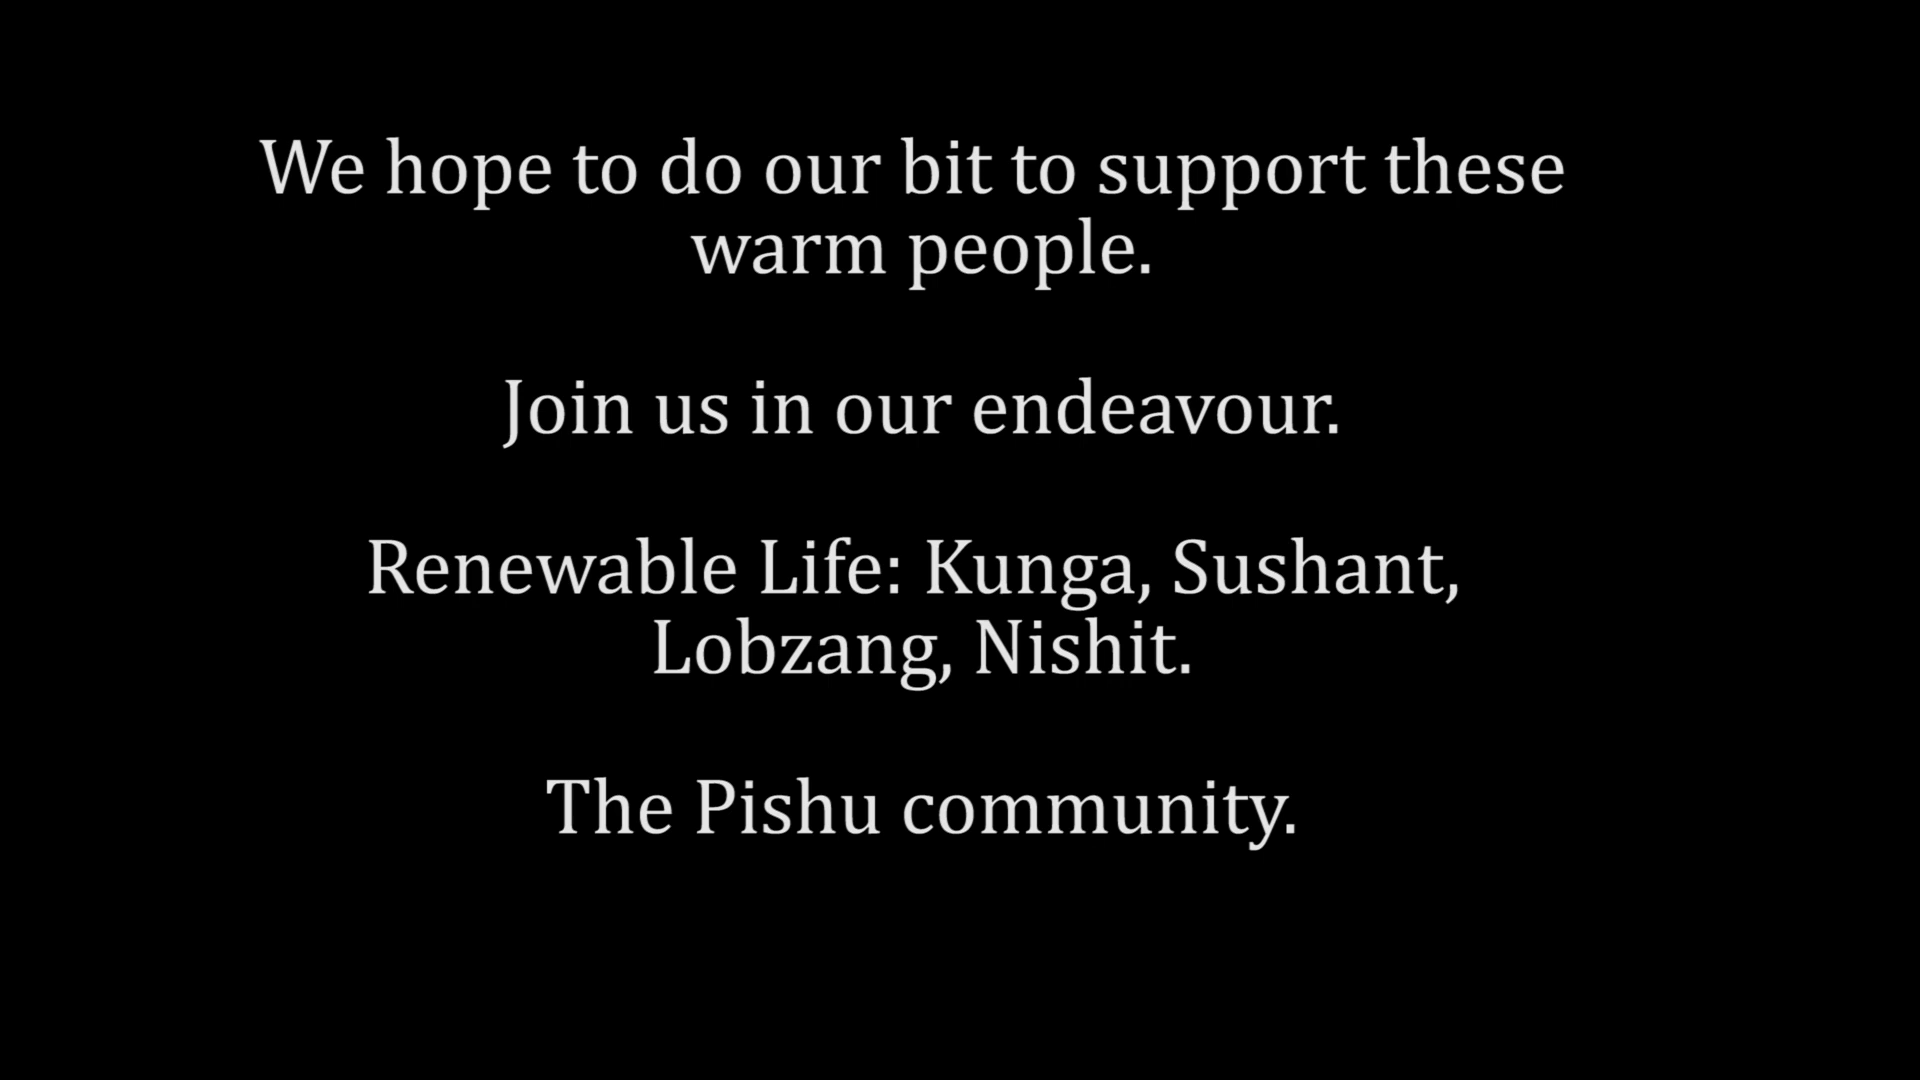 We hope to do our bit to support these
warm people.
Join us in our endeavour.
Renewable Life: Kunga, Sushant,
Lobzang, Nishit.
The Pishu community.